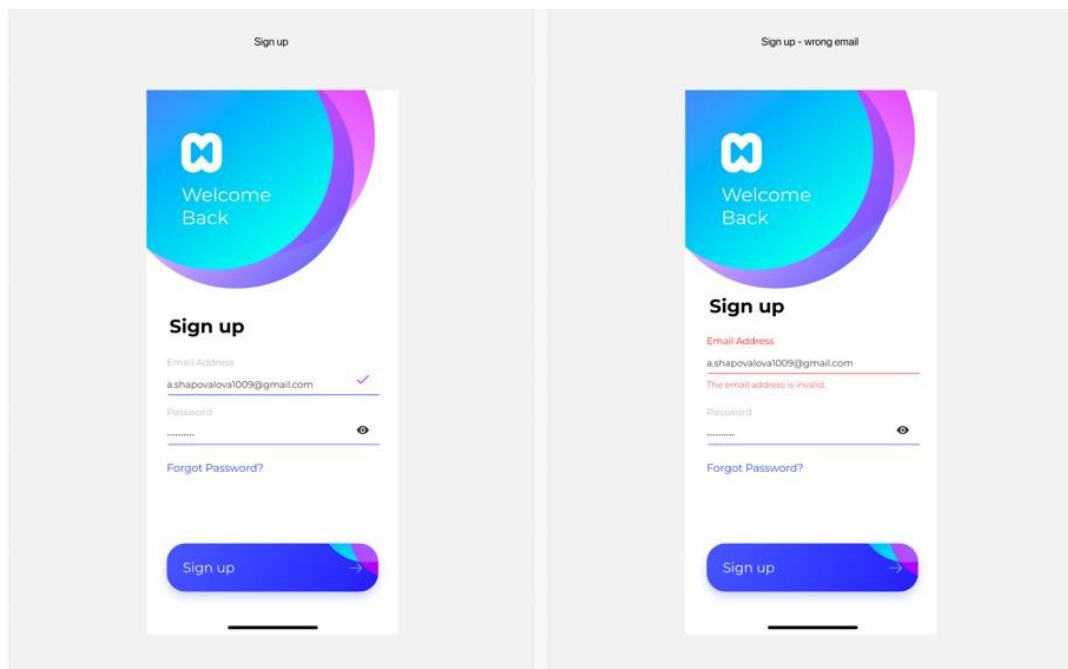 Sign up
Welcome
Back
Sign up
Email Address
a.shapovalova1009@gmail.com
Password
..........
Forgot Password?
Sign up
Sign up - wrong email
Welcome
Back
Sign up
Email Address
a.shapovalova1009@gmail.com
The email address is invalid.
Password
..........
Forgot Password?
Sign up